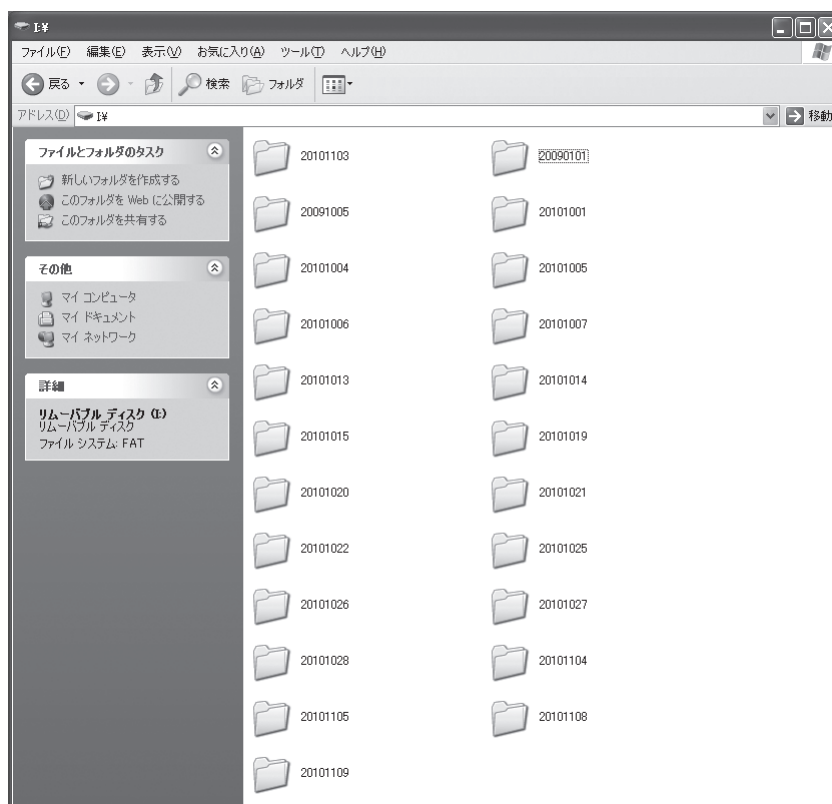 I:¥
ファイル(F) 編集(E) 表示(V) お気に入り(A) ツール(T) ヘルプ(H)
戻る 検索 フォルダ
アドレス(D) I:¥ 移動
ファイルとフォルダのタスク
新しいフォルダを作成する
このフォルダを Web に公開する
このフォルダを共有する
その他
マイ コンピュータ
マイ ドキュメント
マイ ネットワーク
詳細
リムーバブル ディスク (I:)
リムーバブル ディスク
ファイル システム: FAT
20101103 20090101
20091005 20101001
20101004 20101005
20101006 20101007
20101013 20101014
20101015 20101019
20101020 20101021
20101022 20101025
20101026 20101027
20101028 20101104
20101105 20101108
20101109